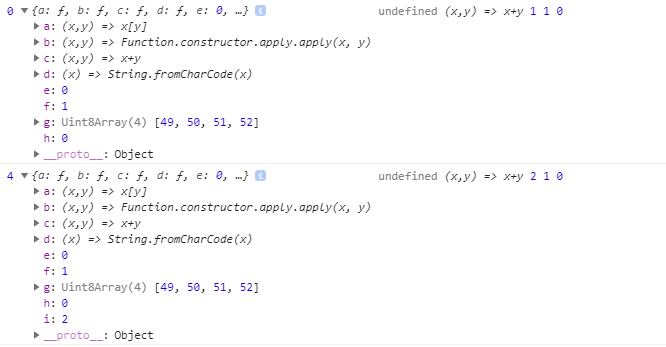 0 ▼{a: ƒ, b: ƒ, c: ƒ, d: ƒ, e: 0, …} i undefined (x,y) => x+y 1 1 0
▶ a: (x,y) => x[y]
▶ b: (x,y) => Function.constructor.apply.apply(x, y)
▶ c: (x,y) => x+y
▶ d: (x) => String.fromCharCode(x)
e: 0
f: 1
▶ g: Uint8Array(4) [49, 50, 51, 52]
h: 0
▶ __proto__: Object
4 ▼{a: ƒ, b: ƒ, c: ƒ, d: ƒ, e: 0, …} i undefined (x,y) => x+y 2 1 0
▶ a: (x,y) => x[y]
▶ b: (x,y) => Function.constructor.apply.apply(x, y)
▶ c: (x,y) => x+y
▶ d: (x) => String.fromCharCode(x)
e: 0
f: 1
▶ g: Uint8Array(4) [49, 50, 51, 52]
h: 0
i: 2
▶ __proto__: Object